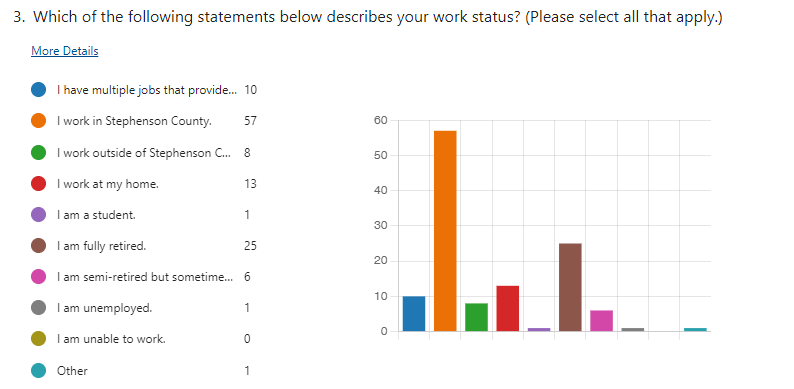 3. Which of the following statements below describes your work status? (Please select all that apply.)
More Details
I have multiple jobs that provide... 10
I work in Stephenson County. 57
I work outside of Stephenson C... 8
I work at my home. 13
I am a student. 1
I am fully retired. 25
I am semi-retired but sometime... 6
I am unemployed. 1
I am unable to work. 0
Other 1
60
50
40
30
20
10
0